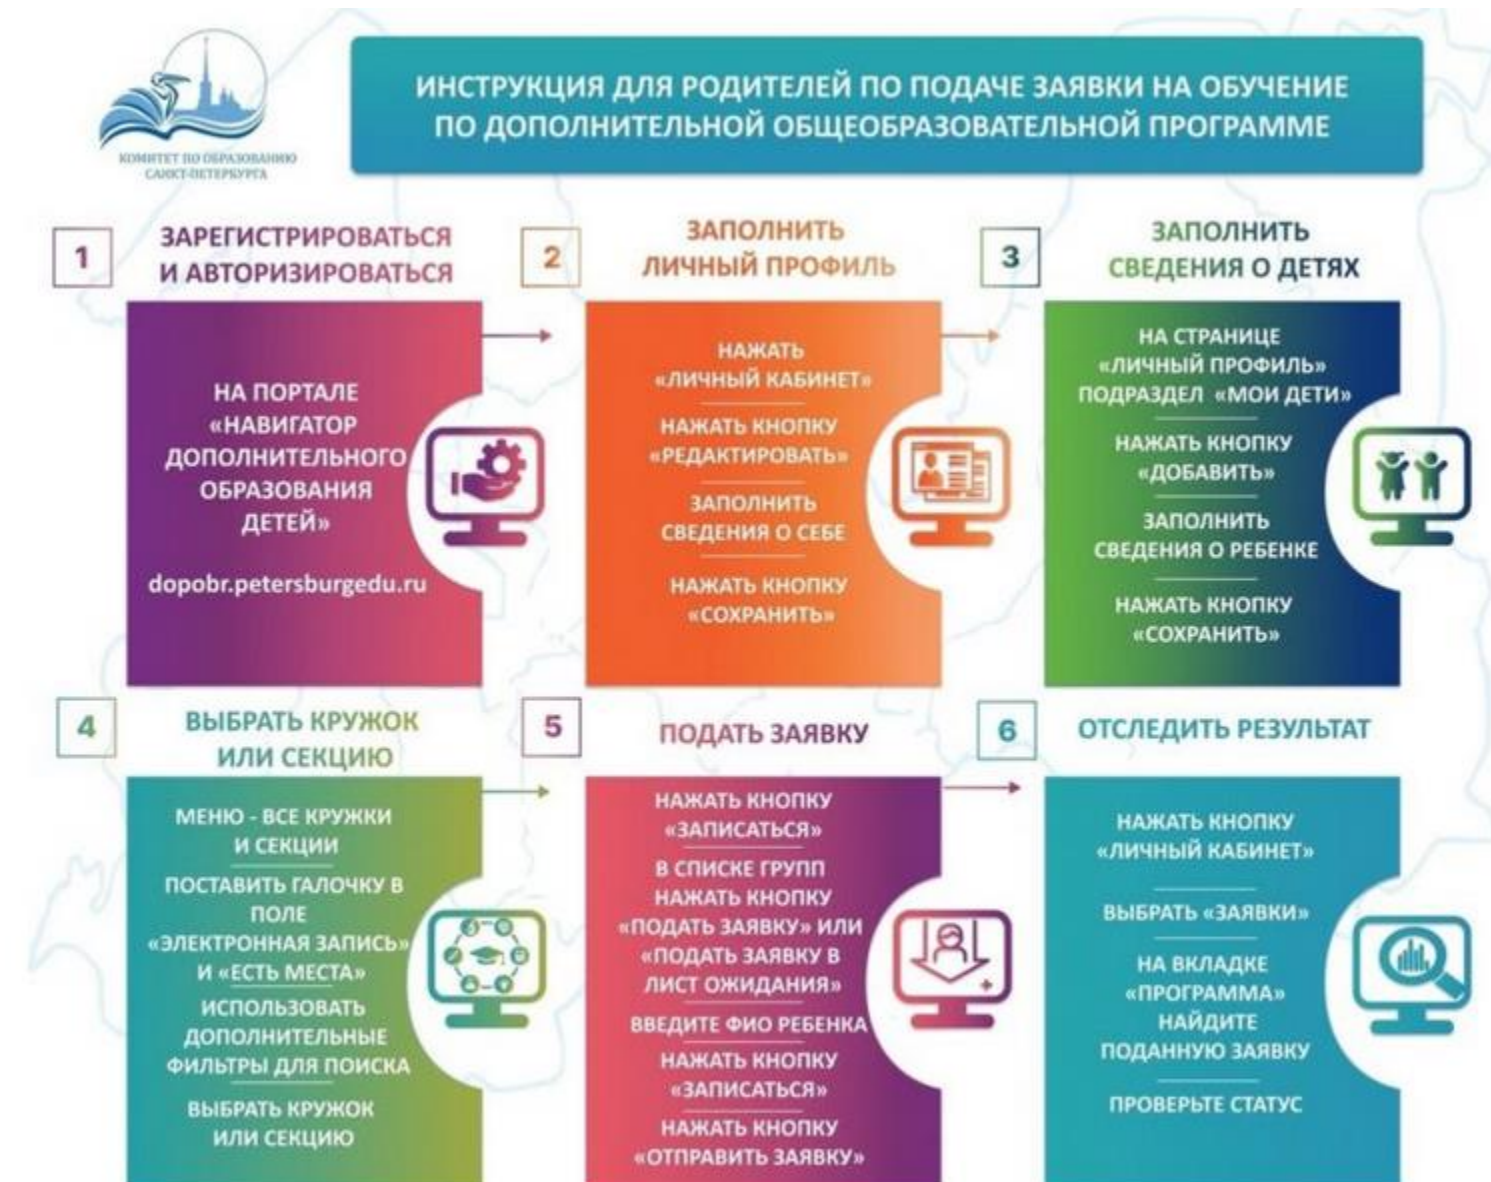 КОМИТЕТ ПО ОБРАЗОВАНИЮ
САНКТ-ПЕТЕРБУРГА
ИНСТРУКЦИЯ ДЛЯ РОДИТЕЛЕЙ ПО ПОДАЧЕ ЗАЯВКИ НА ОБУЧЕНИЕ
ПО ДОПОЛНИТЕЛЬНОЙ ОБЩЕОБРАЗОВАТЕЛЬНОЙ ПРОГРАММЕ
1
ЗАРЕГИСТРИРОВАТЬСЯ
И АВТОРИЗИРОВАТЬСЯ
НА ПОРТАЛЕ
«НАВИГАТОР
ДОПОЛНИТЕЛЬНОГО
ОБРАЗОВАНИЯ
ДЕТЕЙ»
dopobr.petersburgedu.ru
2
ЗАПОЛНИТЬ
ЛИЧНЫЙ ПРОФИЛЬ
НАЖАТЬ
«ЛИЧНЫЙ КАБИНЕТ»
НАЖАТЬ КНОПКУ
«РЕДАКТИРОВАТЬ»
ЗАПОЛНИТЬ
СВЕДЕНИЯ О СЕБЕ
НАЖАТЬ КНОПКУ
«СОХРАНИТЬ»
3
ЗАПОЛНИТЬ
СВЕДЕНИЯ О ДЕТЯХ
НА СТРАНИЦЕ
«ЛИЧНЫЙ ПРОФИЛЬ»
ПОДРАЗДЕЛ «МОИ ДЕТИ»
НАЖАТЬ КНОПКУ
«ДОБАВИТЬ»
ЗАПОЛНИТЬ
СВЕДЕНИЯ О РЕБЕНКЕ
НАЖАТЬ КНОПКУ
«СОХРАНИТЬ»
4
ВЫБРАТЬ КРУЖОК
ИЛИ СЕКЦИЮ
МЕНЮ - ВСЕ КРУЖКИ
И СЕКЦИИ
ПОСТАВИТЬ ГАЛОЧКУ В
ПОЛЕ
«ЭЛЕКТРОННАЯ ЗАПИСЬ»
И «ЕСТЬ МЕСТА»
ИСПОЛЬЗОВАТЬ
ДОПОЛНИТЕЛЬНЫЕ
ФИЛЬТРЫ ДЛЯ ПОИСКА
ВЫБРАТЬ КРУЖОК
ИЛИ СЕКЦИЮ
5
ПОДАТЬ ЗАЯВКУ
НАЖАТЬ КНОПКУ
«ЗАПИСАТЬСЯ»
В СПИСКЕ ГРУПП
НАЖАТЬ КНОПКУ
«ПОДАТЬ ЗАЯВКУ» ИЛИ
«ПОДАТЬ ЗАЯВКУ В
ЛИСТ ОЖИДАНИЯ»
ВВЕДИТЕ ФИО РЕБЕНКА
НАЖАТЬ КНОПКУ
«ЗАПИСАТЬСЯ»
НАЖАТЬ КНОПКУ
«ОТПРАВИТЬ ЗАЯВКУ»
6
ОТСЛЕДИТЬ РЕЗУЛЬТАТ
НАЖАТЬ КНОПКУ
«ЛИЧНЫЙ КАБИНЕТ»
ВЫБРАТЬ «ЗАЯВКИ»
НА ВКЛАДКЕ
«ПРОГРАММА»
НАЙДИТЕ
ПОДАННУЮ ЗАЯВКУ
ПРОВЕРЬТЕ СТАТУС